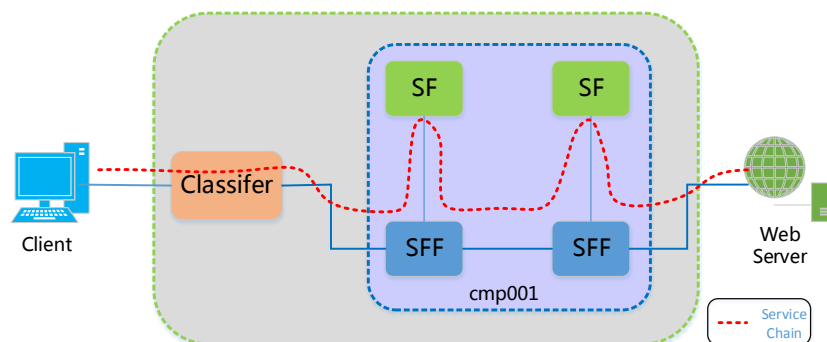 SF
SF
Classifer
Client
SFF
SFF
cmp001
Web
Server
Service
Chain